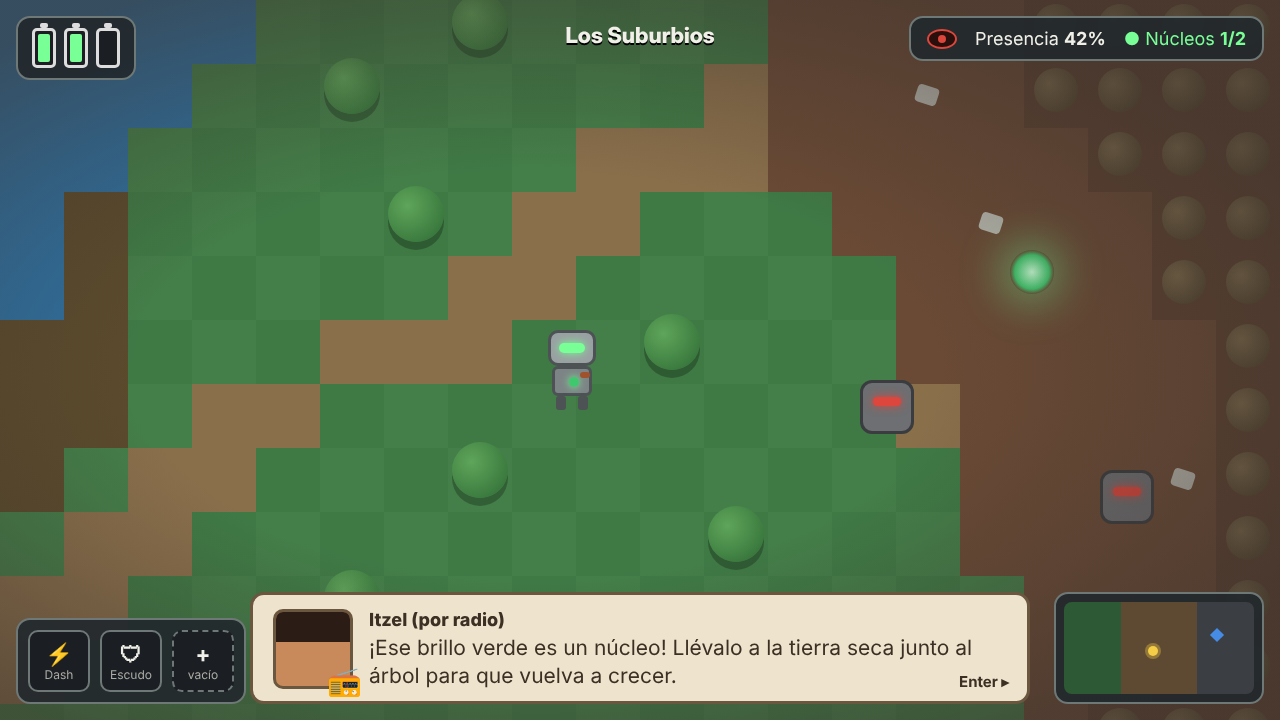 Los Suburbios
Presencia 42%
Núcleos 1/2
Itzel (por radio)
¡Ese brillo verde es un núcleo! Llévalo a la tierra seca junto al
árbol para que vuelva a crecer.
Enter ▸
Dash
Escudo
+
vacío